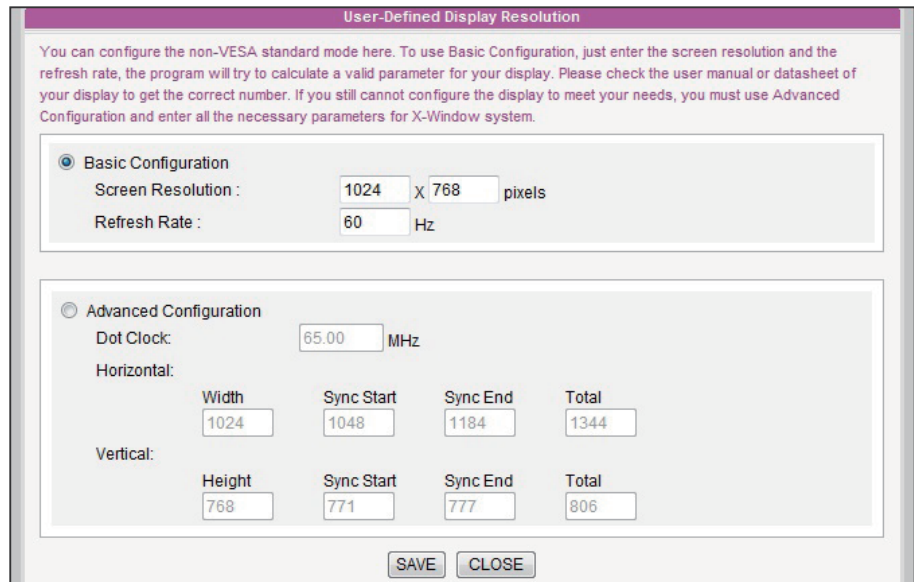 User-Defined Display Resolution
You can configure the non-VESA standard mode here. To use Basic Configuration, just enter the screen resolution and the
refresh rate, the program will try to calculate a valid parameter for your display. Please check the user manual or datasheet of
your display to get the correct number. If you still cannot configure the display to meet your needs, you must use Advanced
Configuration and enter all the necessary parameters for X-Window system.
Basic Configuration
Screen Resolution : 1024 X 768 pixels
Refresh Rate : 60 Hz
Advanced Configuration
Dot Clock: 65.00 MHz
Horizontal:
Width Sync Start Sync End Total
1024 1048 1184 1344
Vertical:
Height Sync Start Sync End Total
768 771 777 806
SAVE CLOSE